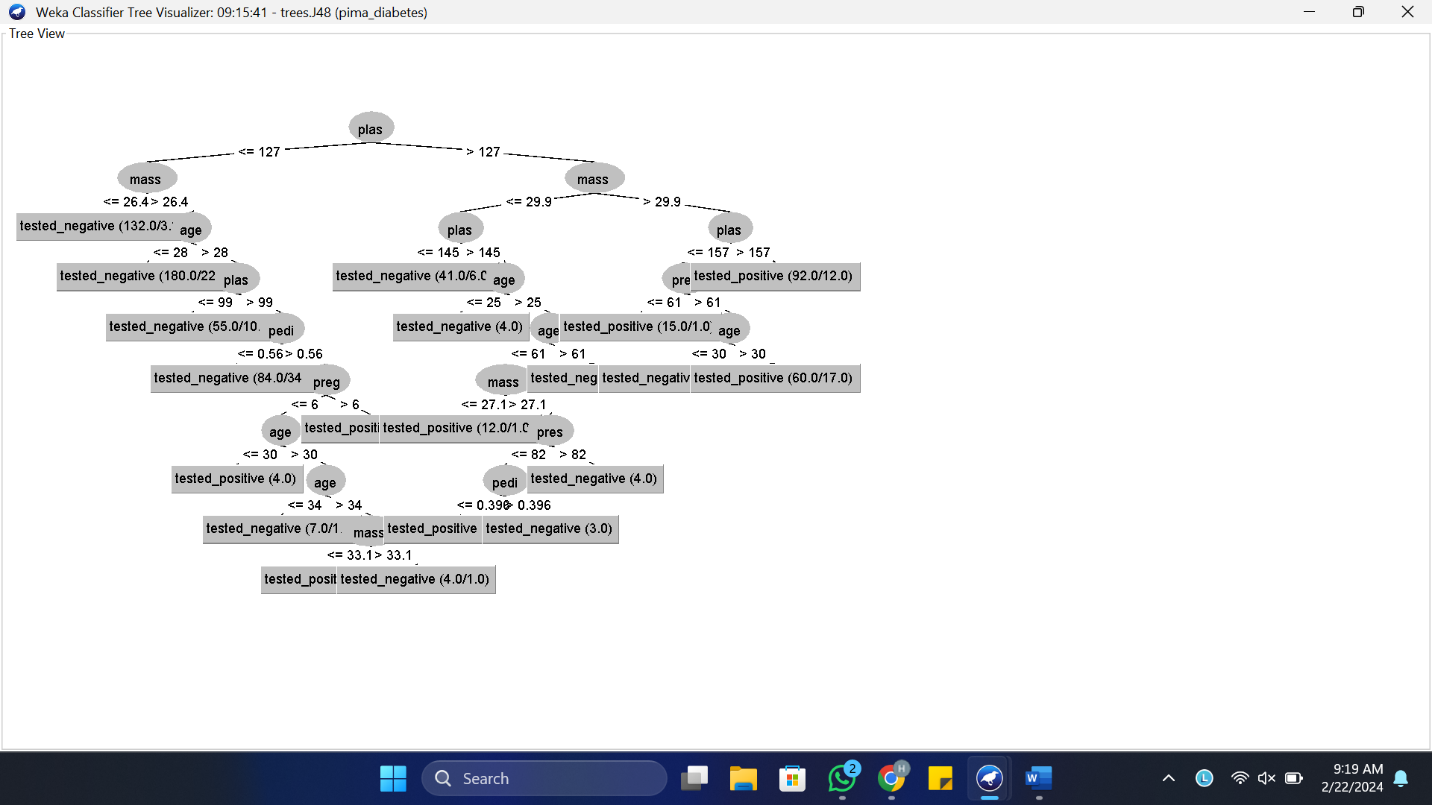 Weka Classifier Tree Visualizer: 09:15:41 - trees.J48 (pima_diabetes)
Tree View
plas
<= 127 > 127
mass mass
<= 26.4 > 26.4 <= 29.9 > 29.9
tested_negative (132.0/3. age plas plas
<= 28 > 28 <= 145 > 145 <= 157 > 157
tested_negative (180.0/22 plas tested_negative (41.0/6.0 age pre tested_positive (92.0/12.0)
<= 99 > 99 <= 25 > 25 <= 61 > 61
tested_negative (55.0/10. pedi tested_negative (4.0) age tested_positive (15.0/1.0) age
<= 0.56 > 0.56 <= 61 > 61 <= 30 > 30
tested_negative (84.0/34 preg mass tested_neg tested_negativ tested_positive (60.0/17.0)
<= 6 > 6 <= 27.1 > 27.1
age tested_positi tested_positive (12.0/1.0 pres
<= 30 > 30 <= 82 > 82
tested_positive (4.0) age pedi tested_negative (4.0)
<= 34 > 34 <= 0.396 > 0.396
tested_negative (7.0/1. mass tested_positive tested_negative (3.0)
<= 33.1 > 33.1
tested_posit tested_negative (4.0/1.0)
Search 2 H W L 9:19 AM
2/22/2024